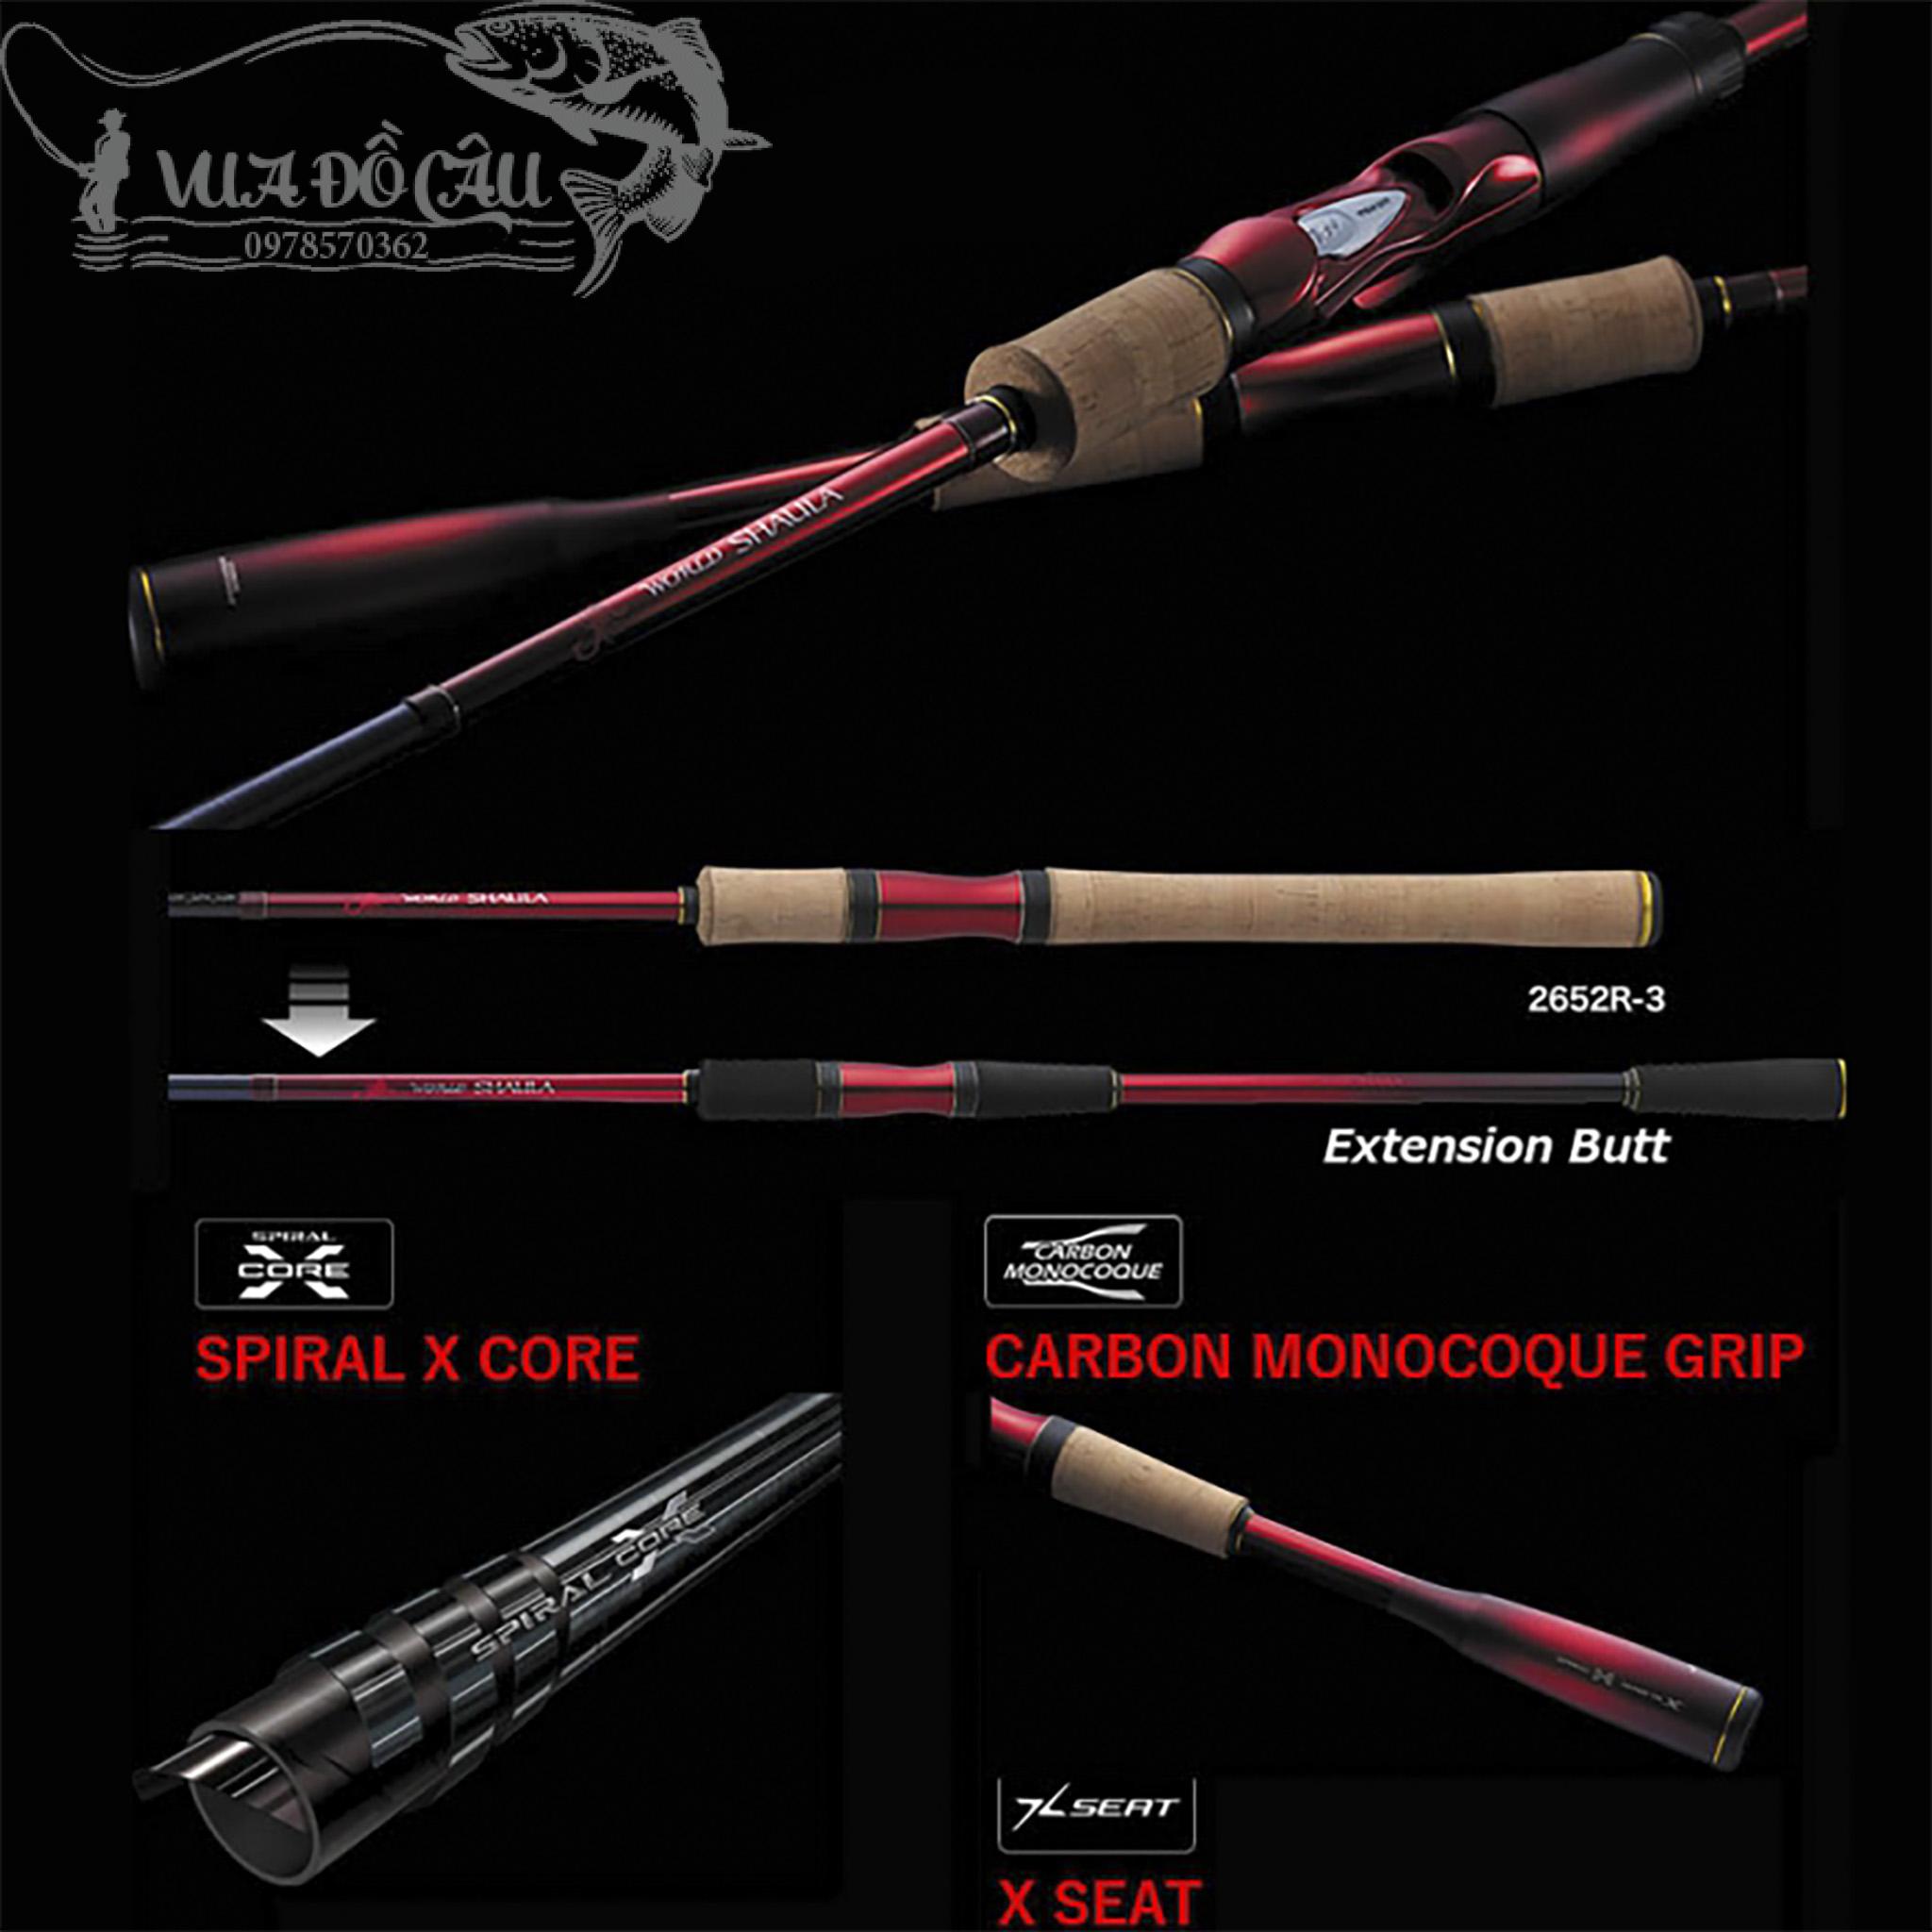 VUA ĐỒ CÂU
0978570362
WORLD SHAULA
WORLD SHAULA
2652R-3
WORLD SHAULA
Extension Butt
SPIRAL
X
CORE
CARBON
MONOCOQUE
SPIRAL X CORE
CARBON MONOCOQUE GRIP
SPIRAL X CORE
X SEAT
X SEAT